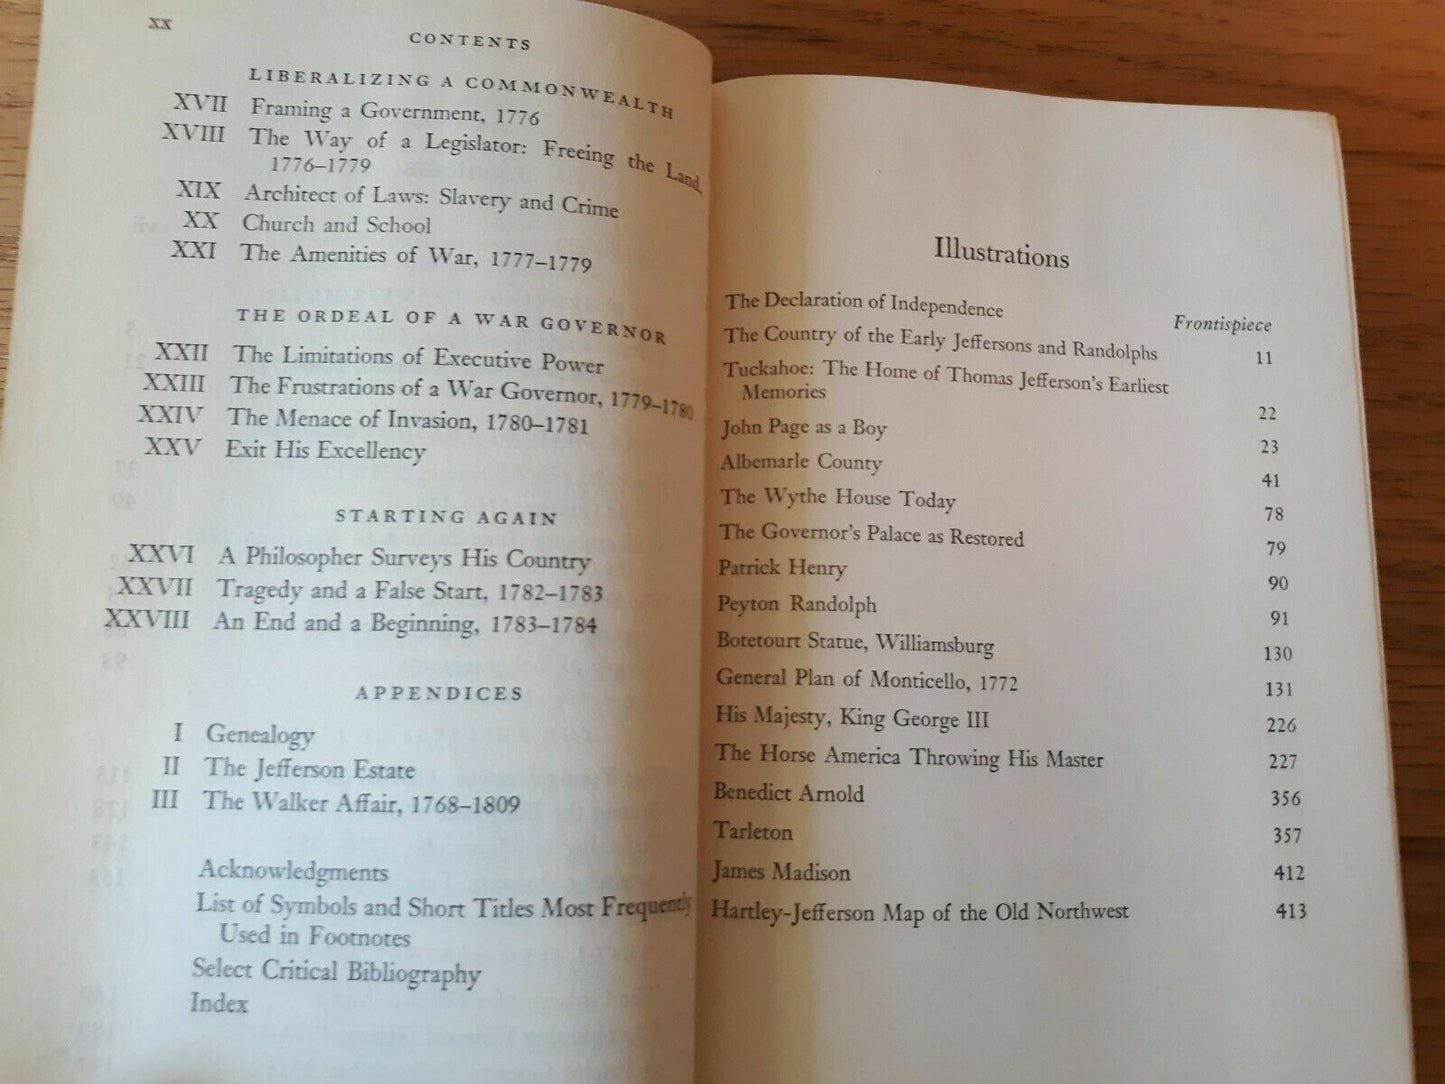 XX
CONTENTS
LIBERALIZING A COMMONWEALTH
XVII Framing a Government, 1776
XVIII The Way of a Legislator: Freeing the Land,
1776–1779
XIX Architect of Laws: Slavery and Crime
XX Church and School
XXI The Amenities of War, 1777–1779
THE ORDEAL OF A WAR GOVERNOR
XXII The Limitations of Executive Power
XXIII The Frustrations of a War Governor, 1779–1780
XXIV The Menace of Invasion, 1780–1781
XXV Exit His Excellency
STARTING AGAIN
XXVI A Philosopher Surveys His Country
XXVII Tragedy and a False Start, 1782–1783
XXVIII An End and a Beginning, 1783–1784
APPENDICES
I Genealogy
II The Jefferson Estate
III The Walker Affair, 1768–1809
Acknowledgments
List of Symbols and Short Titles Most Frequently
Used in Footnotes
Select Critical Bibliography
Index
Illustrations
The Declaration of Independence Frontispiece
The Country of the Early Jeffersons and Randolphs 11
Tuckahoe: The Home of Thomas Jefferson's Earliest
Memories 22
John Page as a Boy 23
Albemarle County 41
The Wythe House Today 78
The Governor's Palace as Restored 79
Patrick Henry 90
Peyton Randolph 91
Botetourt Statue, Williamsburg 130
General Plan of Monticello, 1772 131
His Majesty, King George III 226
The Horse America Throwing His Master 227
Benedict Arnold 356
Tarleton 357
James Madison 412
Hartley-Jefferson Map of the Old Northwest 413